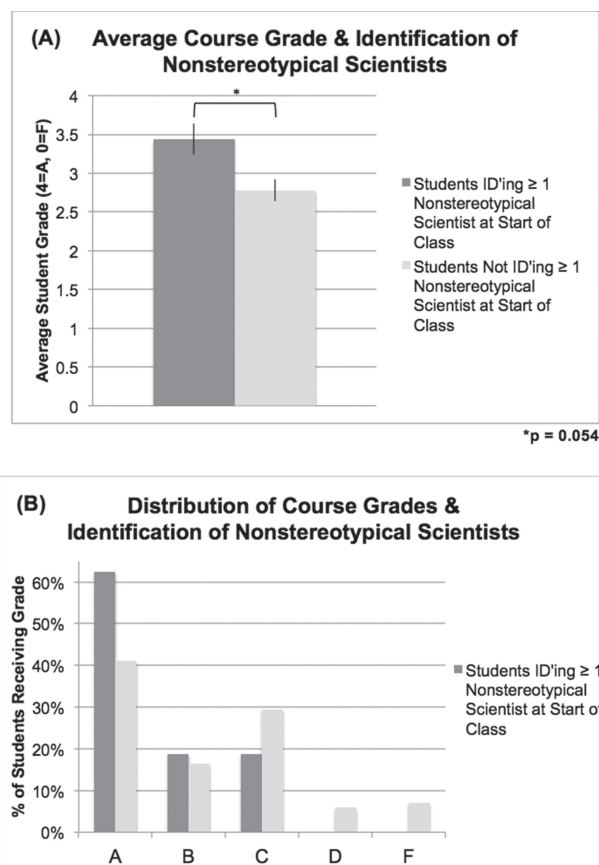 (A) Average Course Grade & Identification of
Nonstereotypical Scientists
Average Student Grade (4=A, 0=F)
4
3.5
3
2.5
2
1.5
1
0.5
0
*
Students ID'ing ≥ 1
Nonstereotypical
Scientist at Start of
Class
Students Not ID'ing ≥ 1
Nonstereotypical
Scientist at Start of
Class
*p = 0.054
(B) Distribution of Course Grades &
Identification of Nonstereotypical Scientists
% of Students Receiving Grade
60%
50%
40%
30%
20%
10%
0%
A B C D F
Students ID'ing ≥ 1
Nonstereotypical
Scientist at Start of
Class